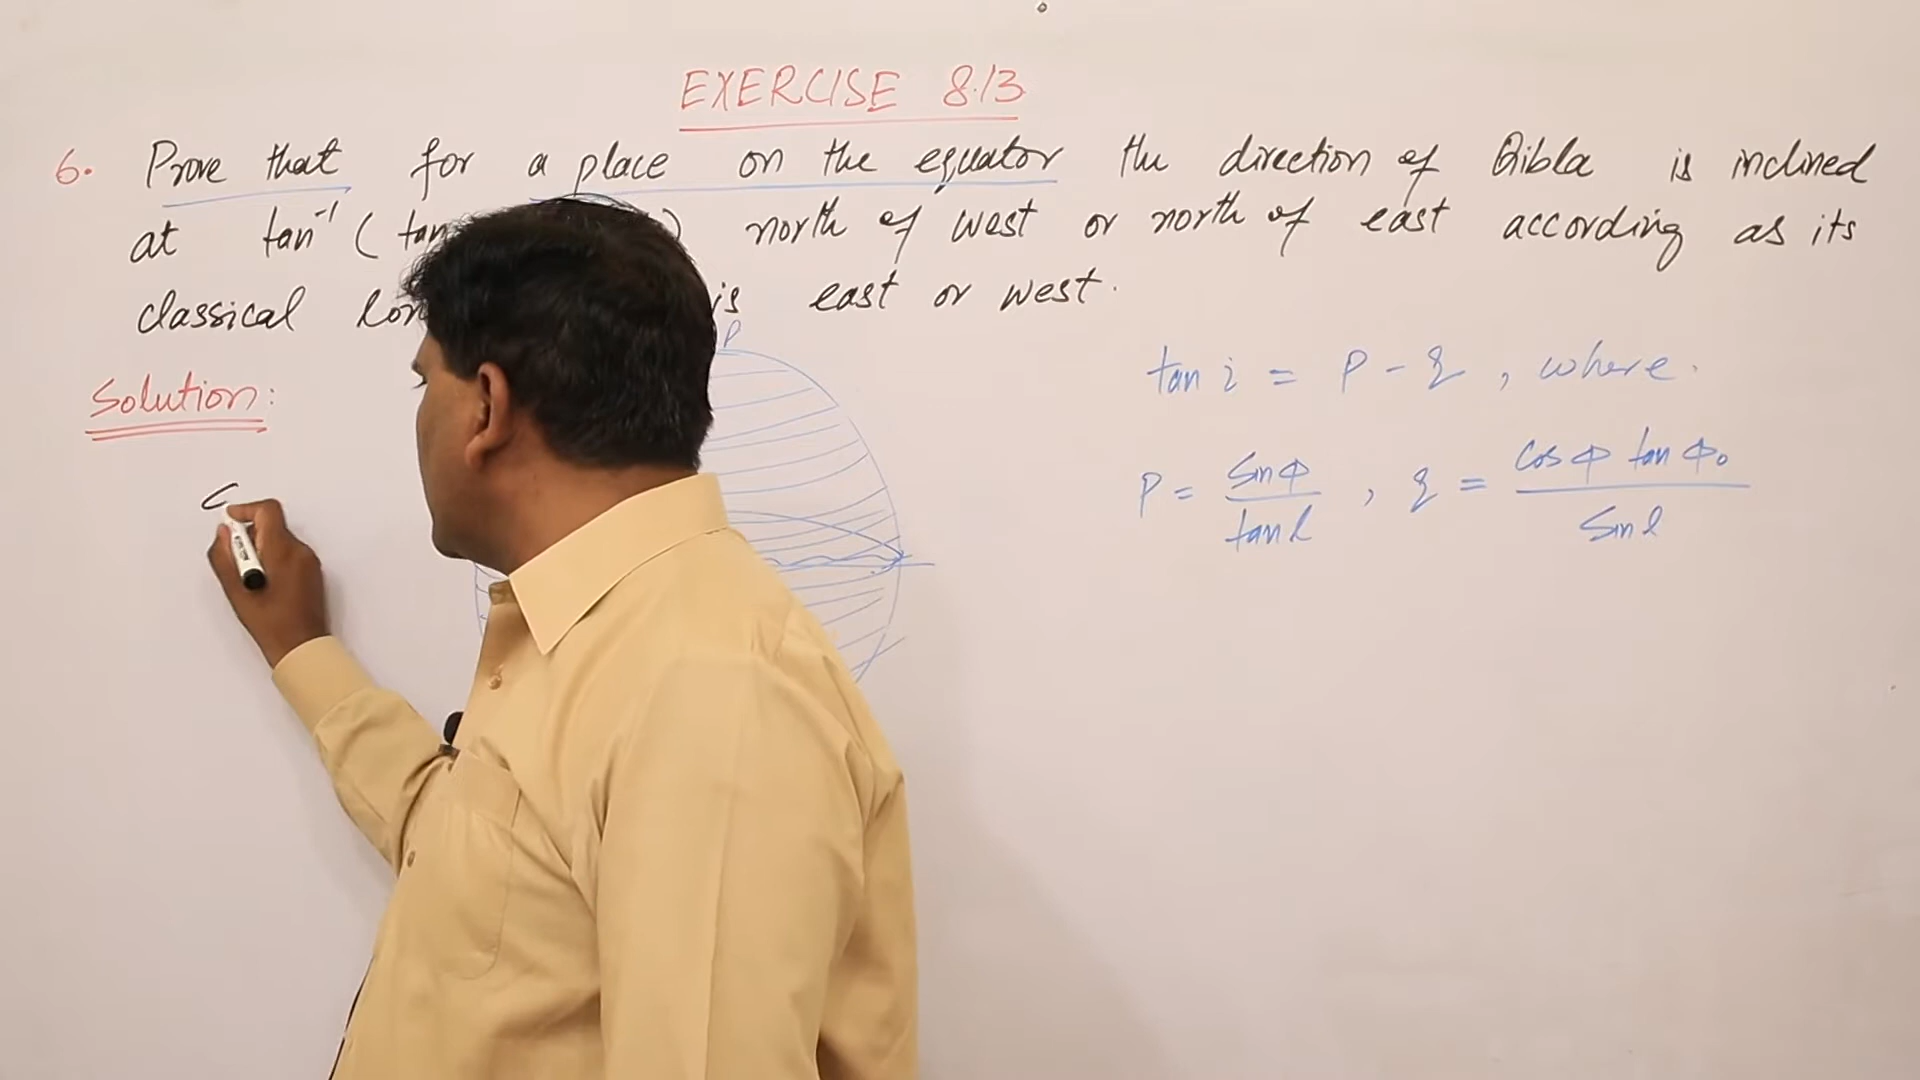 EXERCISE 8.13
6. Prove that for a place on the equator the direction of Qibla is inclined
at tan⁻¹ ( tan ) north of west or north of east according as its
classical is east or west.
P
Solution:
tan i = P - q , where.
P = sinφ / tan l , q = cos φ tan φ₀ / sin l